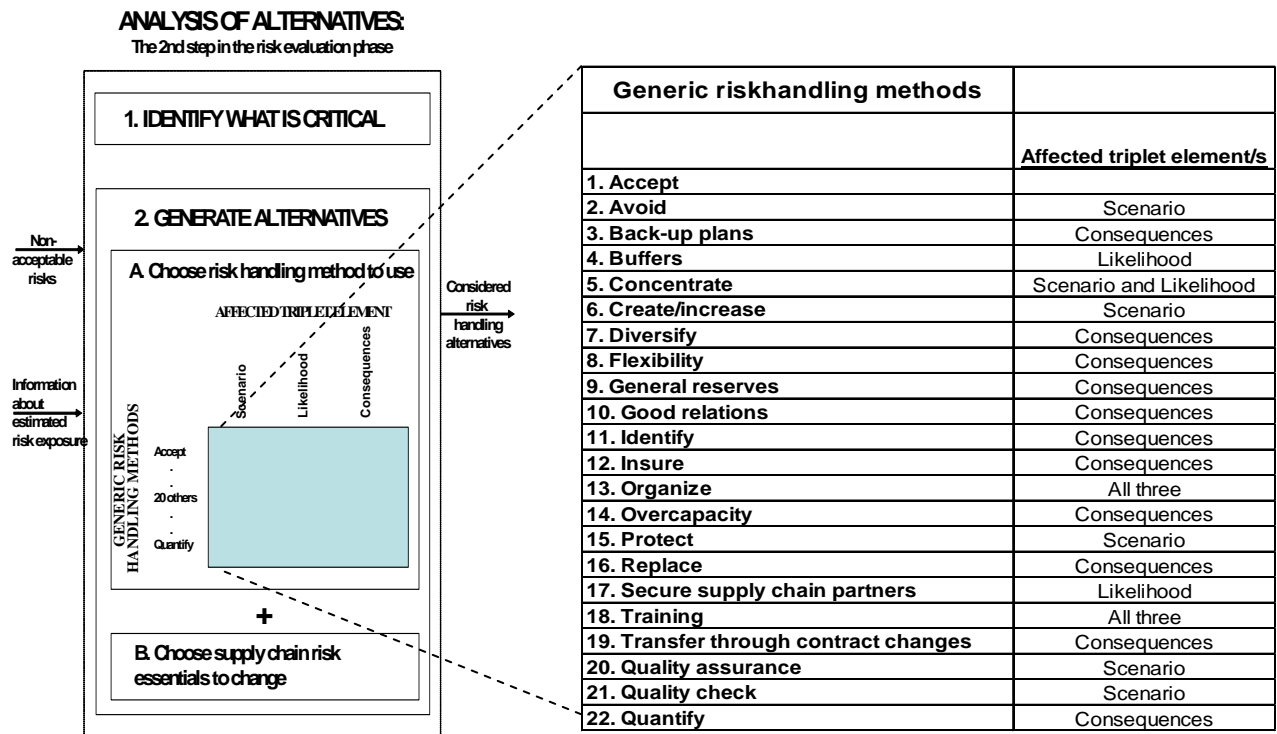 ANALYSIS OF ALTERNATIVES:
The 2nd step in the risk evaluation phase
1. IDENTIFY WHAT IS CRITICAL
2. GENERATE ALTERNATIVES
A. Choose risk handling method to use
AFFECTED TRIPLET ELEMENT
Scenario
Likelihood
Consequences
GENERIC RISK
HANDLING METHODS
Accept
.
20 others
.
.
Quantify
+
B. Choose supply chain risk
essentials to change
Non-
acceptable
risks
Information
about
estimated
risk exposure
Considered
risk
handling
alternatives
Generic riskhandling methods
Affected triplet element/s
1. Accept
2. Avoid Scenario
3. Back-up plans Consequences
4. Buffers Likelihood
5. Concentrate Scenario and Likelihood
6. Create/increase Scenario
7. Diversify Consequences
8. Flexibility Consequences
9. General reserves Consequences
10. Good relations Consequences
11. Identify Consequences
12. Insure Consequences
13. Organize All three
14. Overcapacity Consequences
15. Protect Scenario
16. Replace Consequences
17. Secure supply chain partners Likelihood
18. Training All three
19. Transfer through contract changes Consequences
20. Quality assurance Scenario
21. Quality check Scenario
22. Quantify Consequences